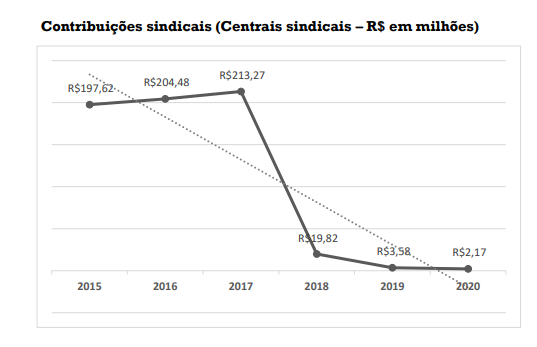 Contribuições sindicais (Centrais sindicais – R$ em milhões)
R$197,62
R$204,48
R$213,27
R$19,82
R$3,58
R$2,17
2015 2016 2017 2018 2019 2020